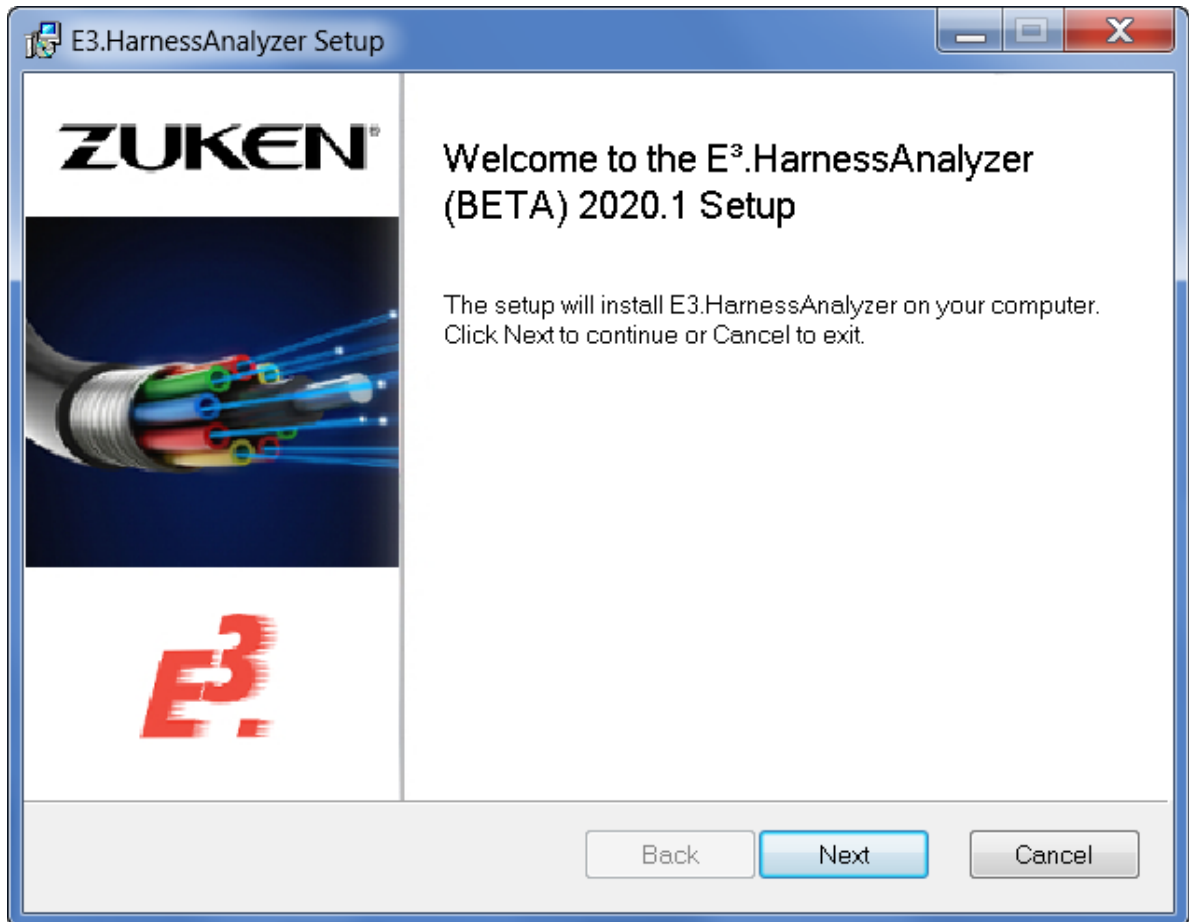 E3.HarnessAnalyzer Setup
ZUKEN®
Welcome to the E³.HarnessAnalyzer
(BETA) 2020.1 Setup
The setup will install E3.HarnessAnalyzer on your computer.
Click Next to continue or Cancel to exit.
E³.
Back
Next
Cancel